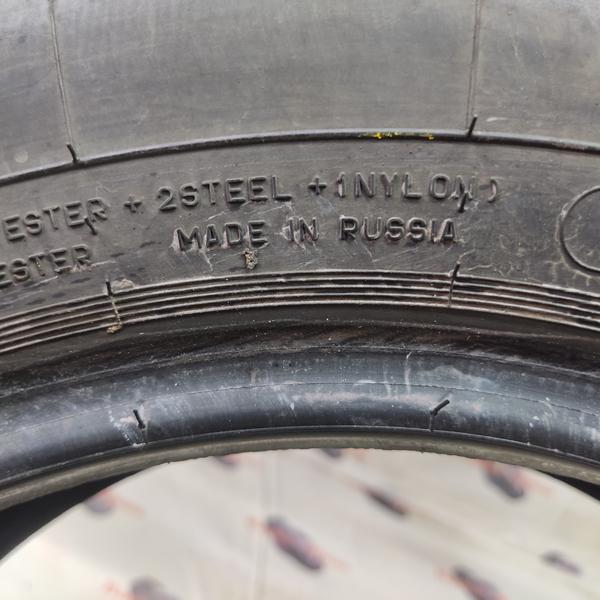 ESTER + 2STEEL + (1NYLON)
MADE IN RUSSIA
ESTER